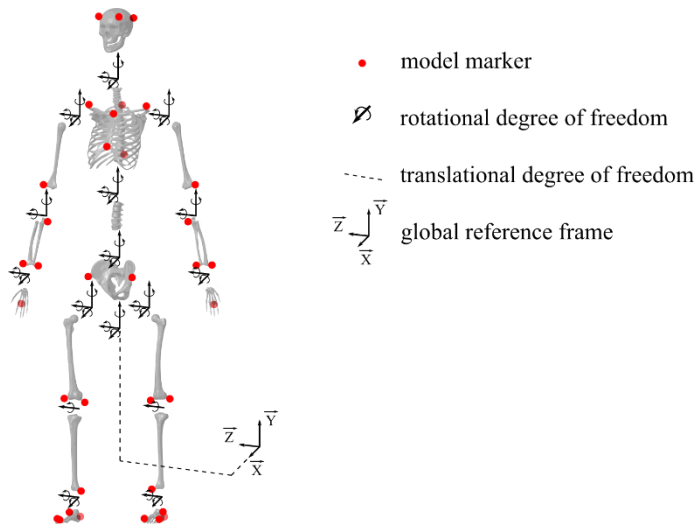 model marker
rotational degree of freedom
translational degree of freedom
Y
Z
X
global reference frame
Y
Z
X